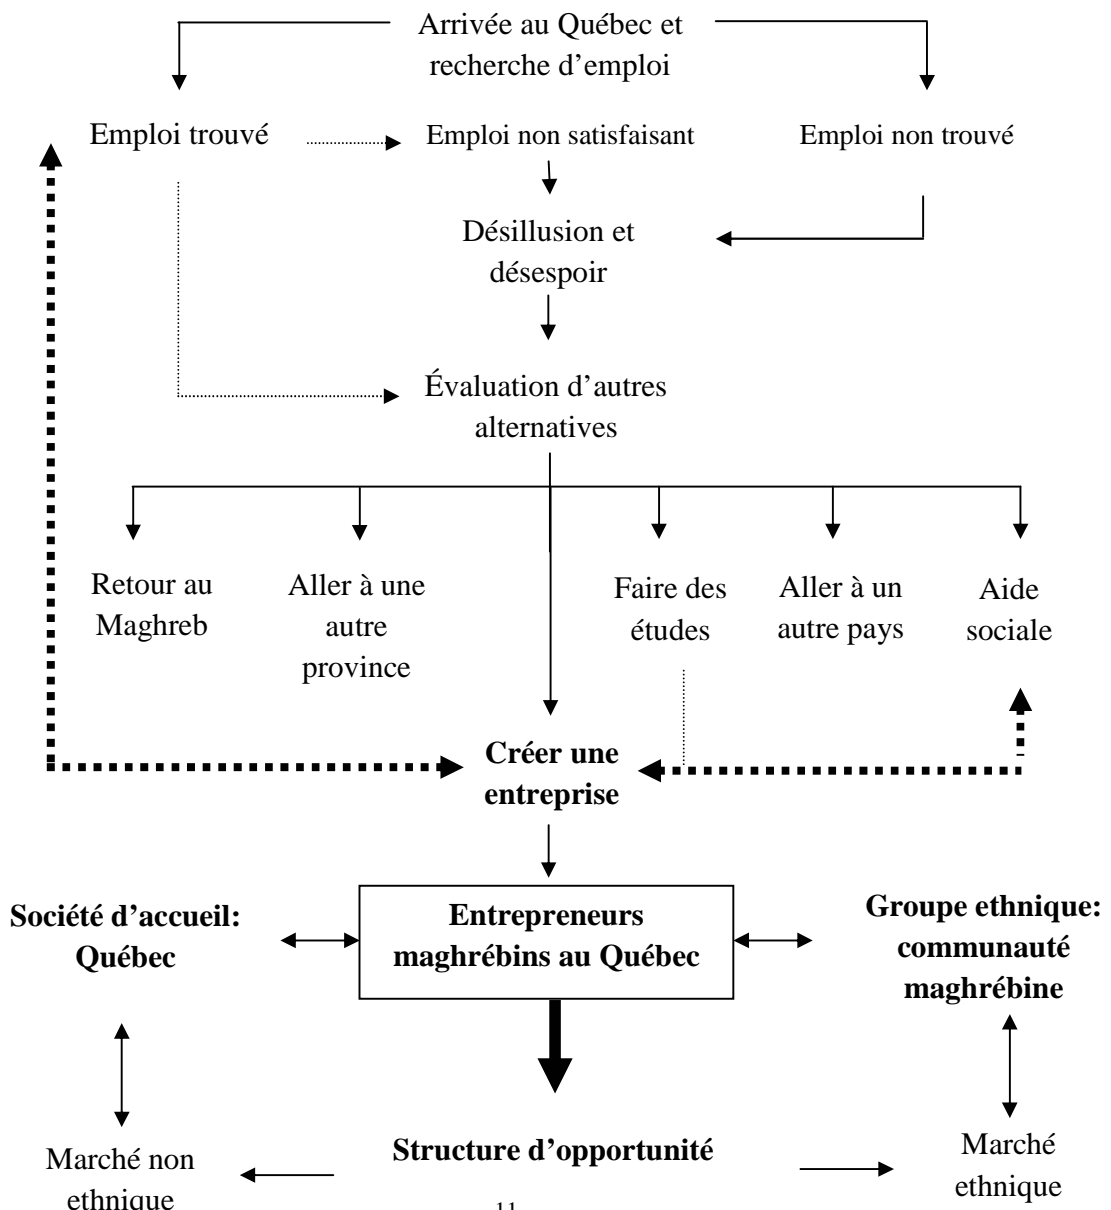 Arrivée au Québec et
recherche d’emploi
Emploi trouvé
Emploi non satisfaisant
Emploi non trouvé
Désillusion et
désespoir
Évaluation d’autres
alternatives
Retour au
Maghreb
Aller à une
autre
province
Faire des
études
Aller à un
autre pays
Aide
sociale
Créer une
entreprise
Société d’accueil:
Québec
Entrepreneurs
maghrébins au Québec
Groupe ethnique:
communauté
maghrébine
Marché non
ethnique
Structure d’opportunité
Marché
ethnique
11